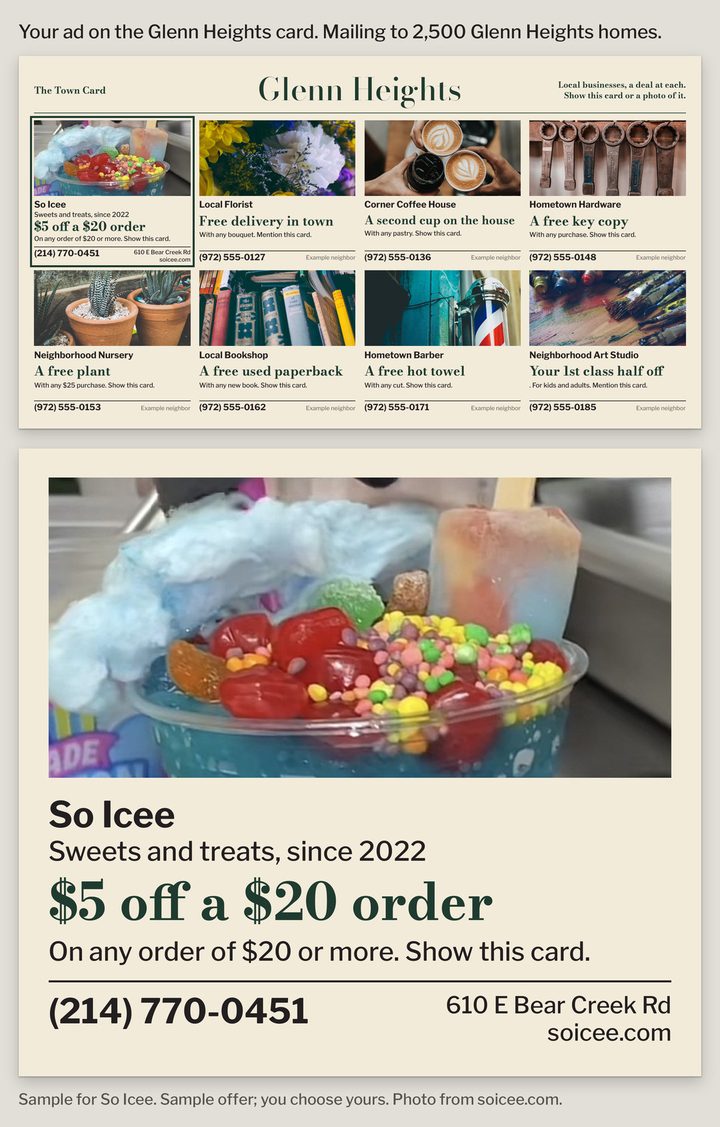 Your ad on the Glenn Heights card. Mailing to 2,500 Glenn Heights homes.
The Town Card
Glenn Heights
Local businesses, a deal at each.
Show this card or a photo of it.
So Icee
Sweets and treats, since 2022
$5 off a $20 order
On any order of $20 or more. Show this card.
(214) 770-0451
610 E Bear Creek Rd
soicee.com
Local Florist
Free delivery in town
With any bouquet. Mention this card.
(972) 555-0127
Example neighbor
Corner Coffee House
A second cup on the house
With any pastry. Show this card.
(972) 555-0136
Example neighbor
Hometown Hardware
A free key copy
With any purchase. Show this card.
(972) 555-0148
Example neighbor
Neighborhood Nursery
A free plant
With any $25 purchase. Show this card.
(972) 555-0153
Example neighbor
Local Bookshop
A free used paperback
With any new book. Show this card.
(972) 555-0162
Example neighbor
Hometown Barber
A free hot towel
With any cut. Show this card.
(972) 555-0171
Example neighbor
Neighborhood Art Studio
Your 1st class half off
. For kids and adults. Mention this card.
(972) 555-0185
Example neighbor
ADE
So Icee
Sweets and treats, since 2022
$5 off a $20 order
On any order of $20 or more. Show this card.
(214) 770-0451
610 E Bear Creek Rd
soicee.com
Sample for So Icee. Sample offer; you choose yours. Photo from soicee.com.